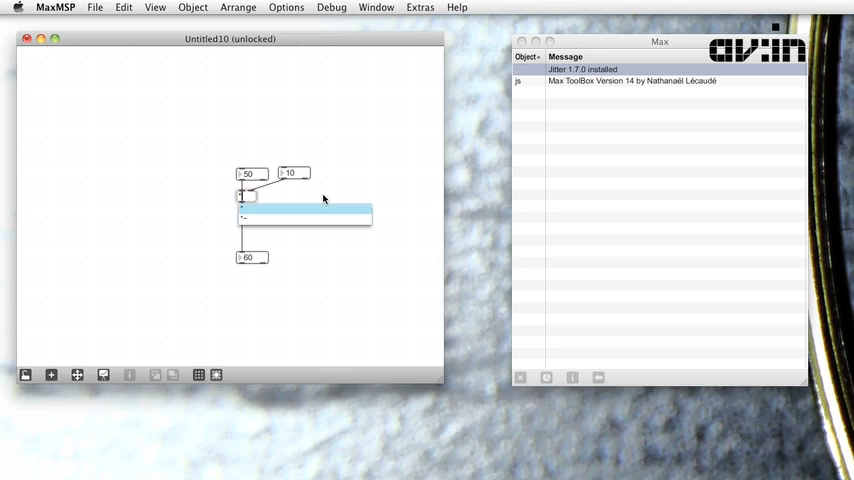 MaxMSP File Edit View Object Arrange Options Debug Window Extras Help
Untitled10 (unlocked)
50
10
*
*
*~
60
Max
av:in
Object Message
Jitter 1.7.0 installed
js Max ToolBox Version 14 by Nathanaël Lécaudé